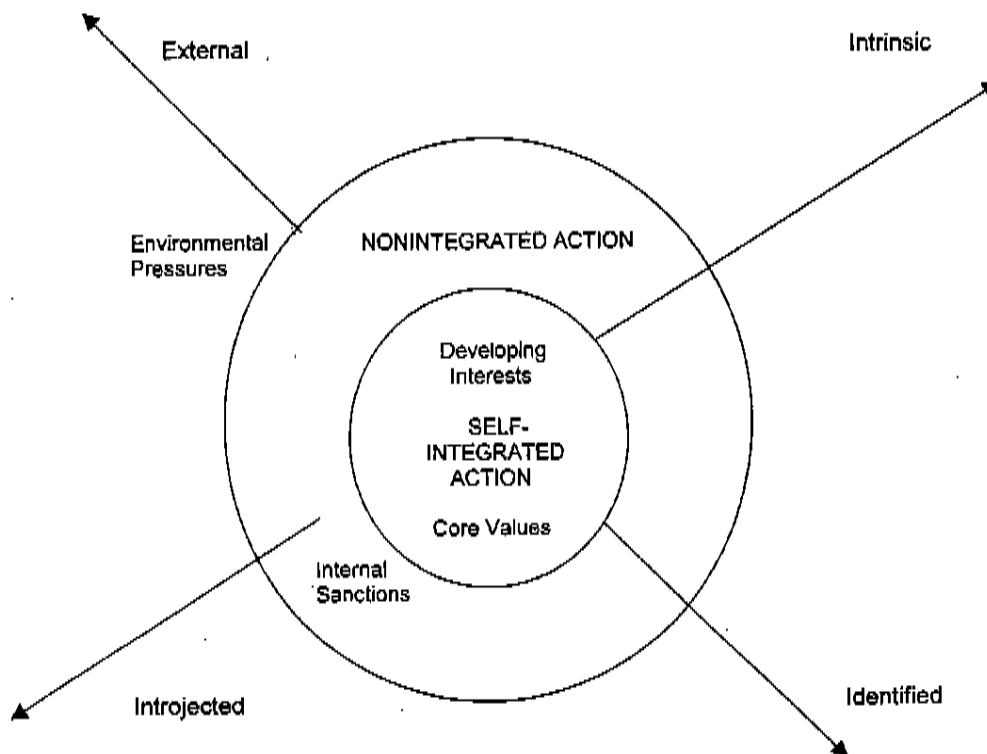 External
Intrinsic
Environmental
Pressures
NONINTEGRATED ACTION
Developing
Interests
SELF-
INTEGRATED
ACTION
Core Values
Internal
Sanctions
Introjected
Identified